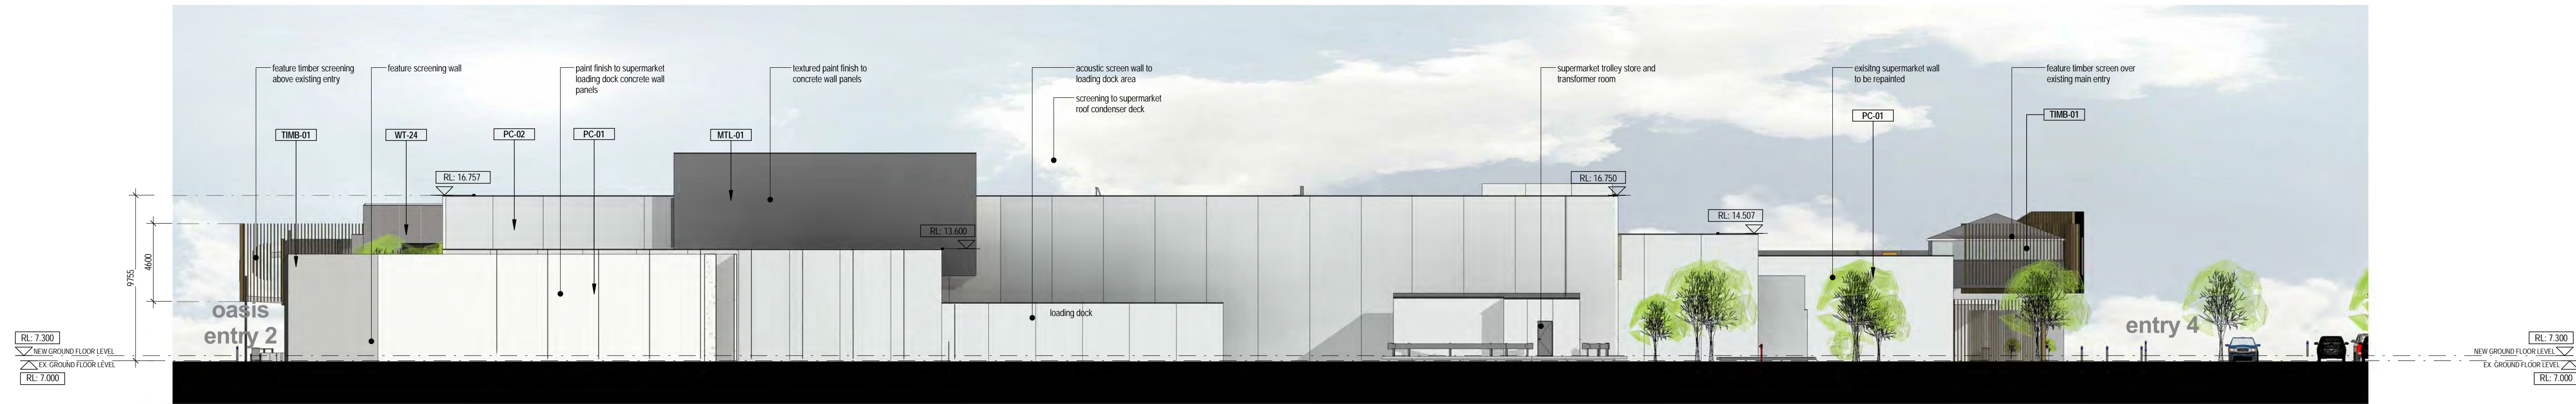 feature timber screening
above existing entry
feature screening wall
paint finish to supermarket
loading dock concrete wall
panels
textured paint finish to
concrete wall panels
acoustic screen wall to
loading dock area
screening to supermarket
roof condenser deck
supermarket trolley store and
transformer room
exisitng supermarket wall
to be repainted
feature timber screen over
existing main entry
TIMB-01
WT-24
PC-02
PC-01
MTL-01
PC-01
TIMB-01
RL: 16.757
RL: 16.750
RL: 14.507
RL: 13.600
9755
4600
oasis
entry 2
loading dock
entry 4
RL: 7.300
NEW GROUND FLOOR LEVEL
EX. GROUND FLOOR LEVEL
RL: 7.000
RL: 7.300
NEW GROUND FLOOR LEVEL
EX. GROUND FLOOR LEVEL
RL: 7.000